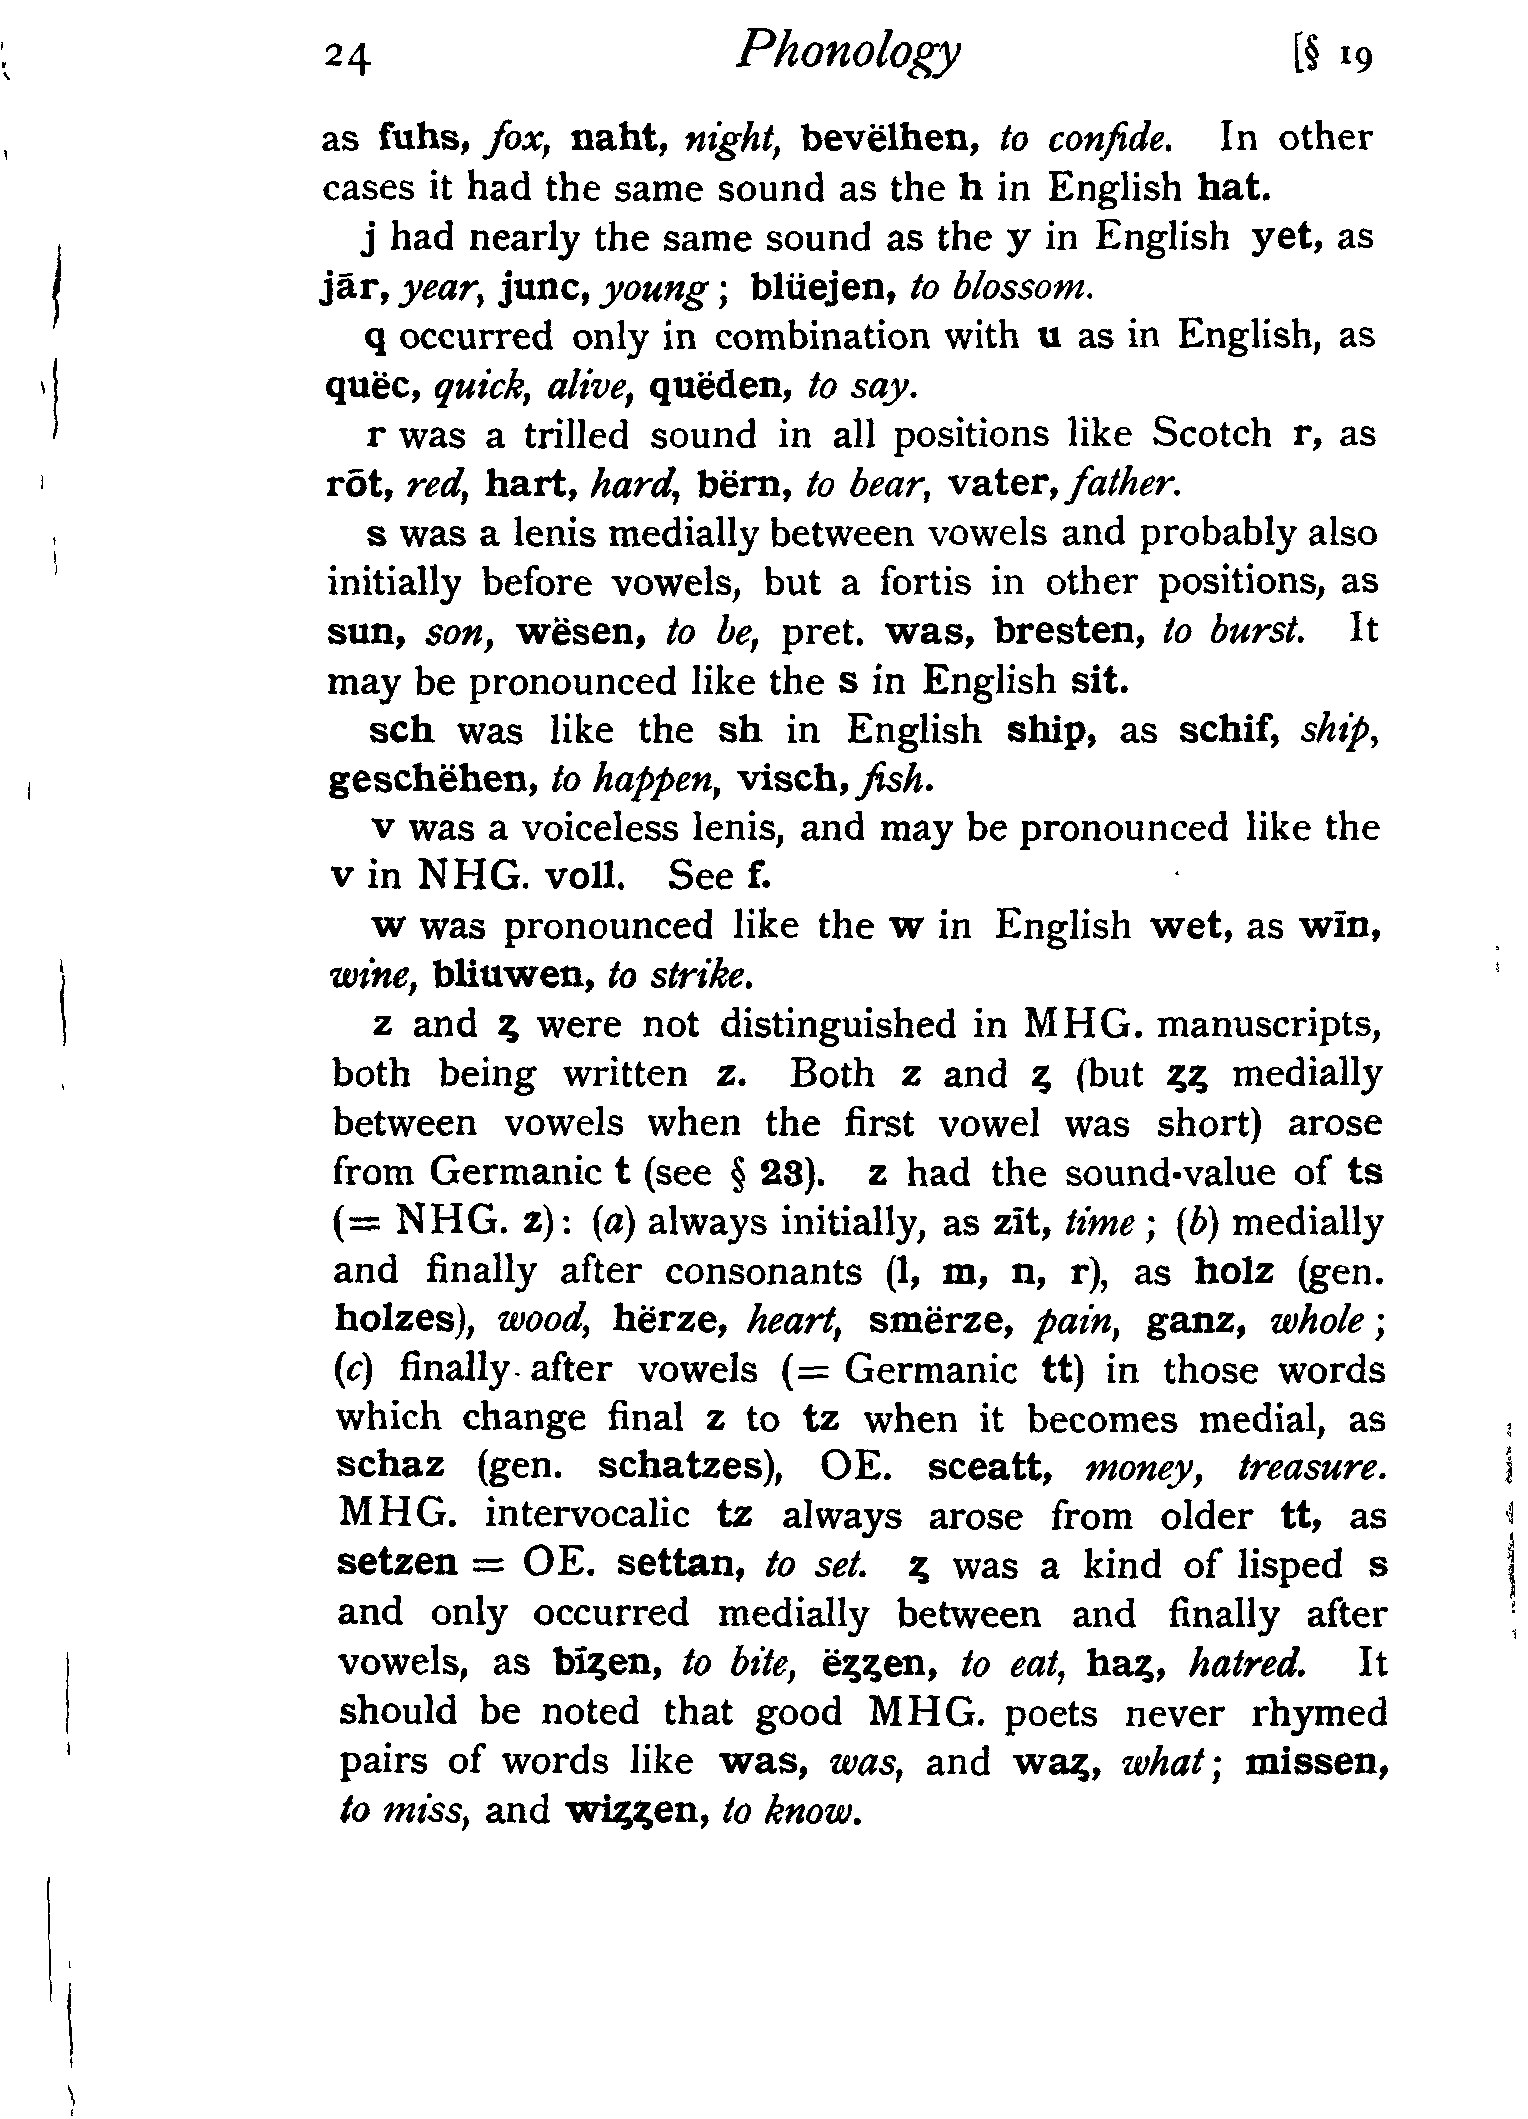 24 Phonology [§ 19
as fuhs, fox, naht, night, bevëlhen, to confide. In other
cases it had the same sound as the h in English hat.
j had nearly the same sound as the y in English yet, as
jār, year, junc, young; blüejen, to blossom.
q occurred only in combination with u as in English, as
quëc, quick, alive, quëden, to say.
r was a trilled sound in all positions like Scotch r, as
rōt, red, hart, hard, bërn, to bear, vater, father.
s was a lenis medially between vowels and probably also
initially before vowels, but a fortis in other positions, as
sun, son, wësen, to be, pret. was, bresten, to burst. It
may be pronounced like the s in English sit.
sch was like the sh in English ship, as schif, ship,
geschëhen, to happen, visch, fish.
v was a voiceless lenis, and may be pronounced like the
v in NHG. voll. See f.
w was pronounced like the w in English wet, as wīn,
wine, bliuwen, to strike.
z and ȥ were not distinguished in MHG. manuscripts,
both being written z. Both z and ȥ (but ȥȥ medially
between vowels when the first vowel was short) arose
from Germanic t (see § 23). z had the sound-value of ts
(= NHG. z): (a) always initially, as zīt, time; (b) medially
and finally after consonants (l, m, n, r), as holz (gen.
holzes), wood, hërze, heart, smërze, pain, ganz, whole;
(c) finally after vowels (= Germanic tt) in those words
which change final z to tz when it becomes medial, as
schaz (gen. schatzes), OE. sceatt, money, treasure.
MHG. intervocalic tz always arose from older tt, as
setzen = OE. settan, to set. ȥ was a kind of lisped s
and only occurred medially between and finally after
vowels, as bīȥen, to bite, ëȥȥen, to eat, haȥ, hatred. It
should be noted that good MHG. poets never rhymed
pairs of words like was, was, and waȥ, what; missen,
to miss, and wiȥȥen, to know.